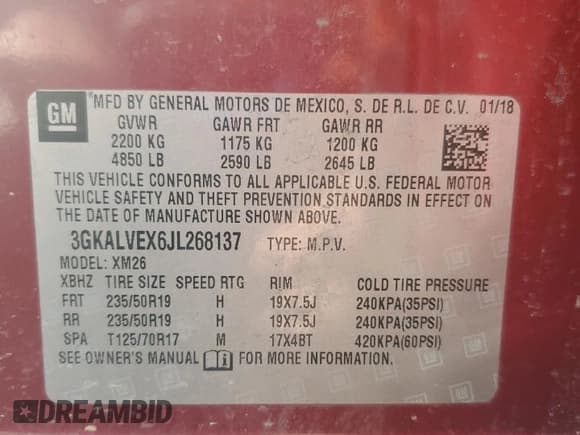 GM
MFD BY GENERAL MOTORS DE MEXICO, S. DE R.L. DE C.V. 01/18
GVWR GAWR FRT GAWR RR
2200 KG 1175 KG 1200 KG
4850 LB 2590 LB 2645 LB
THIS VEHICLE CONFORMS TO ALL APPLICABLE U.S. FEDERAL MOTOR
VEHICLE SAFETY AND THEFT PREVENTION STANDARDS IN EFFECT ON
THE DATE OF MANUFACTURE SHOWN ABOVE.
3GKALVEX6JL268137 TYPE: M.P.V.
MODEL: XM26
XBHZ TIRE SIZE SPEED RTG RIM COLD TIRE PRESSURE
FRT 235/50R19 H 19X7.5J 240KPA(35PSI)
RR 235/50R19 H 19X7.5J 240KPA(35PSI)
SPA T125/70R17 M 17X4BT 420KPA(60PSI)
SEE OWNER'S MANUAL FOR MORE INFORMATION.
DREAMBID